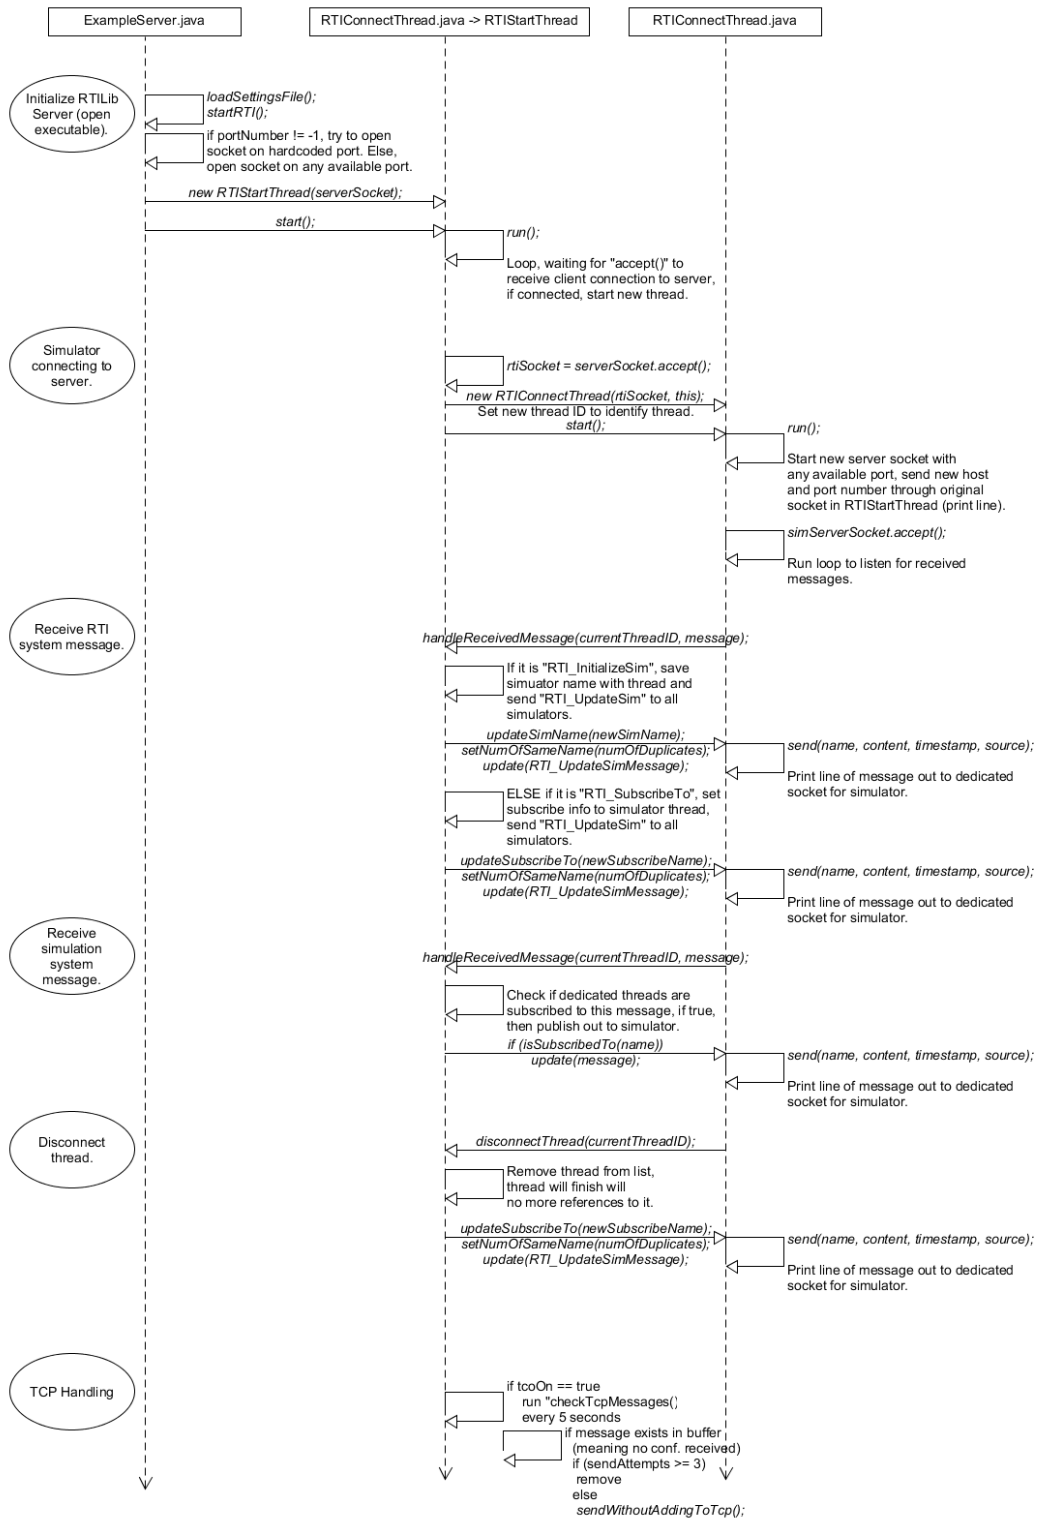 ExampleServer.java
RTIConnectThread.java -> RTIStartThread
RTIConnectThread.java
Initialize RTILib
Server (open
executable).
loadSettingsFile();
startRTI();
if portNumber != -1, try to open
socket on hardcoded port. Else,
open socket on any available port.
new RTIStartThread(serverSocket);
start();
run();
Loop, waiting for "accept()" to
receive client connection to server,
if connected, start new thread.
Simulator
connecting to
server.
rtiSocket = serverSocket.accept();
new RTIConnectThread(rtiSocket, this);
Set new thread ID to identify thread.
start();
run();
Start new server socket with
any available port, send new host
and port number through original
socket in RTIStartThread (print line).
simServerSocket.accept();
Run loop to listen for received
messages.
Receive RTI
system message.
handleReceivedMessage(currentThreadID, message);
If it is "RTI_InitializeSim", save
simuator name with thread and
send "RTI_UpdateSim" to all
simulators.
updateSimName(newSimName);
setNumOfSameName(numOfDuplicates);
update(RTI_UpdateSimMessage);
send(name, content, timestamp, source);
Print line of message out to dedicated
socket for simulator.
ELSE if it is "RTI_SubscribeTo", set
subscribe info to simulator thread,
send "RTI_UpdateSim" to all
simulators.
updateSubscribeTo(newSubscribeName);
setNumOfSameName(numOfDuplicates);
update(RTI_UpdateSimMessage);
send(name, content, timestamp, source);
Print line of message out to dedicated
socket for simulator.
Receive
simulation
system
message.
handleReceivedMessage(currentThreadID, message);
Check if dedicated threads are
subscribed to this message, if true,
then publish out to simulator.
if (isSubscribedTo(name))
update(message);
send(name, content, timestamp, source);
Print line of message out to dedicated
socket for simulator.
Disconnect
thread.
disconnectThread(currentThreadID);
Remove thread from list,
thread will finish will
no more references to it.
updateSubscribeTo(newSubscribeName);
setNumOfSameName(numOfDuplicates);
update(RTI_UpdateSimMessage);
send(name, content, timestamp, source);
Print line of message out to dedicated
socket for simulator.
TCP Handling
if tcoOn == true
run "checkTcpMessages()
every 5 seconds
if message exists in buffer
(meaning no conf. received)
if (sendAttempts >= 3)
remove
else
sendWithoutAddingToTcp();